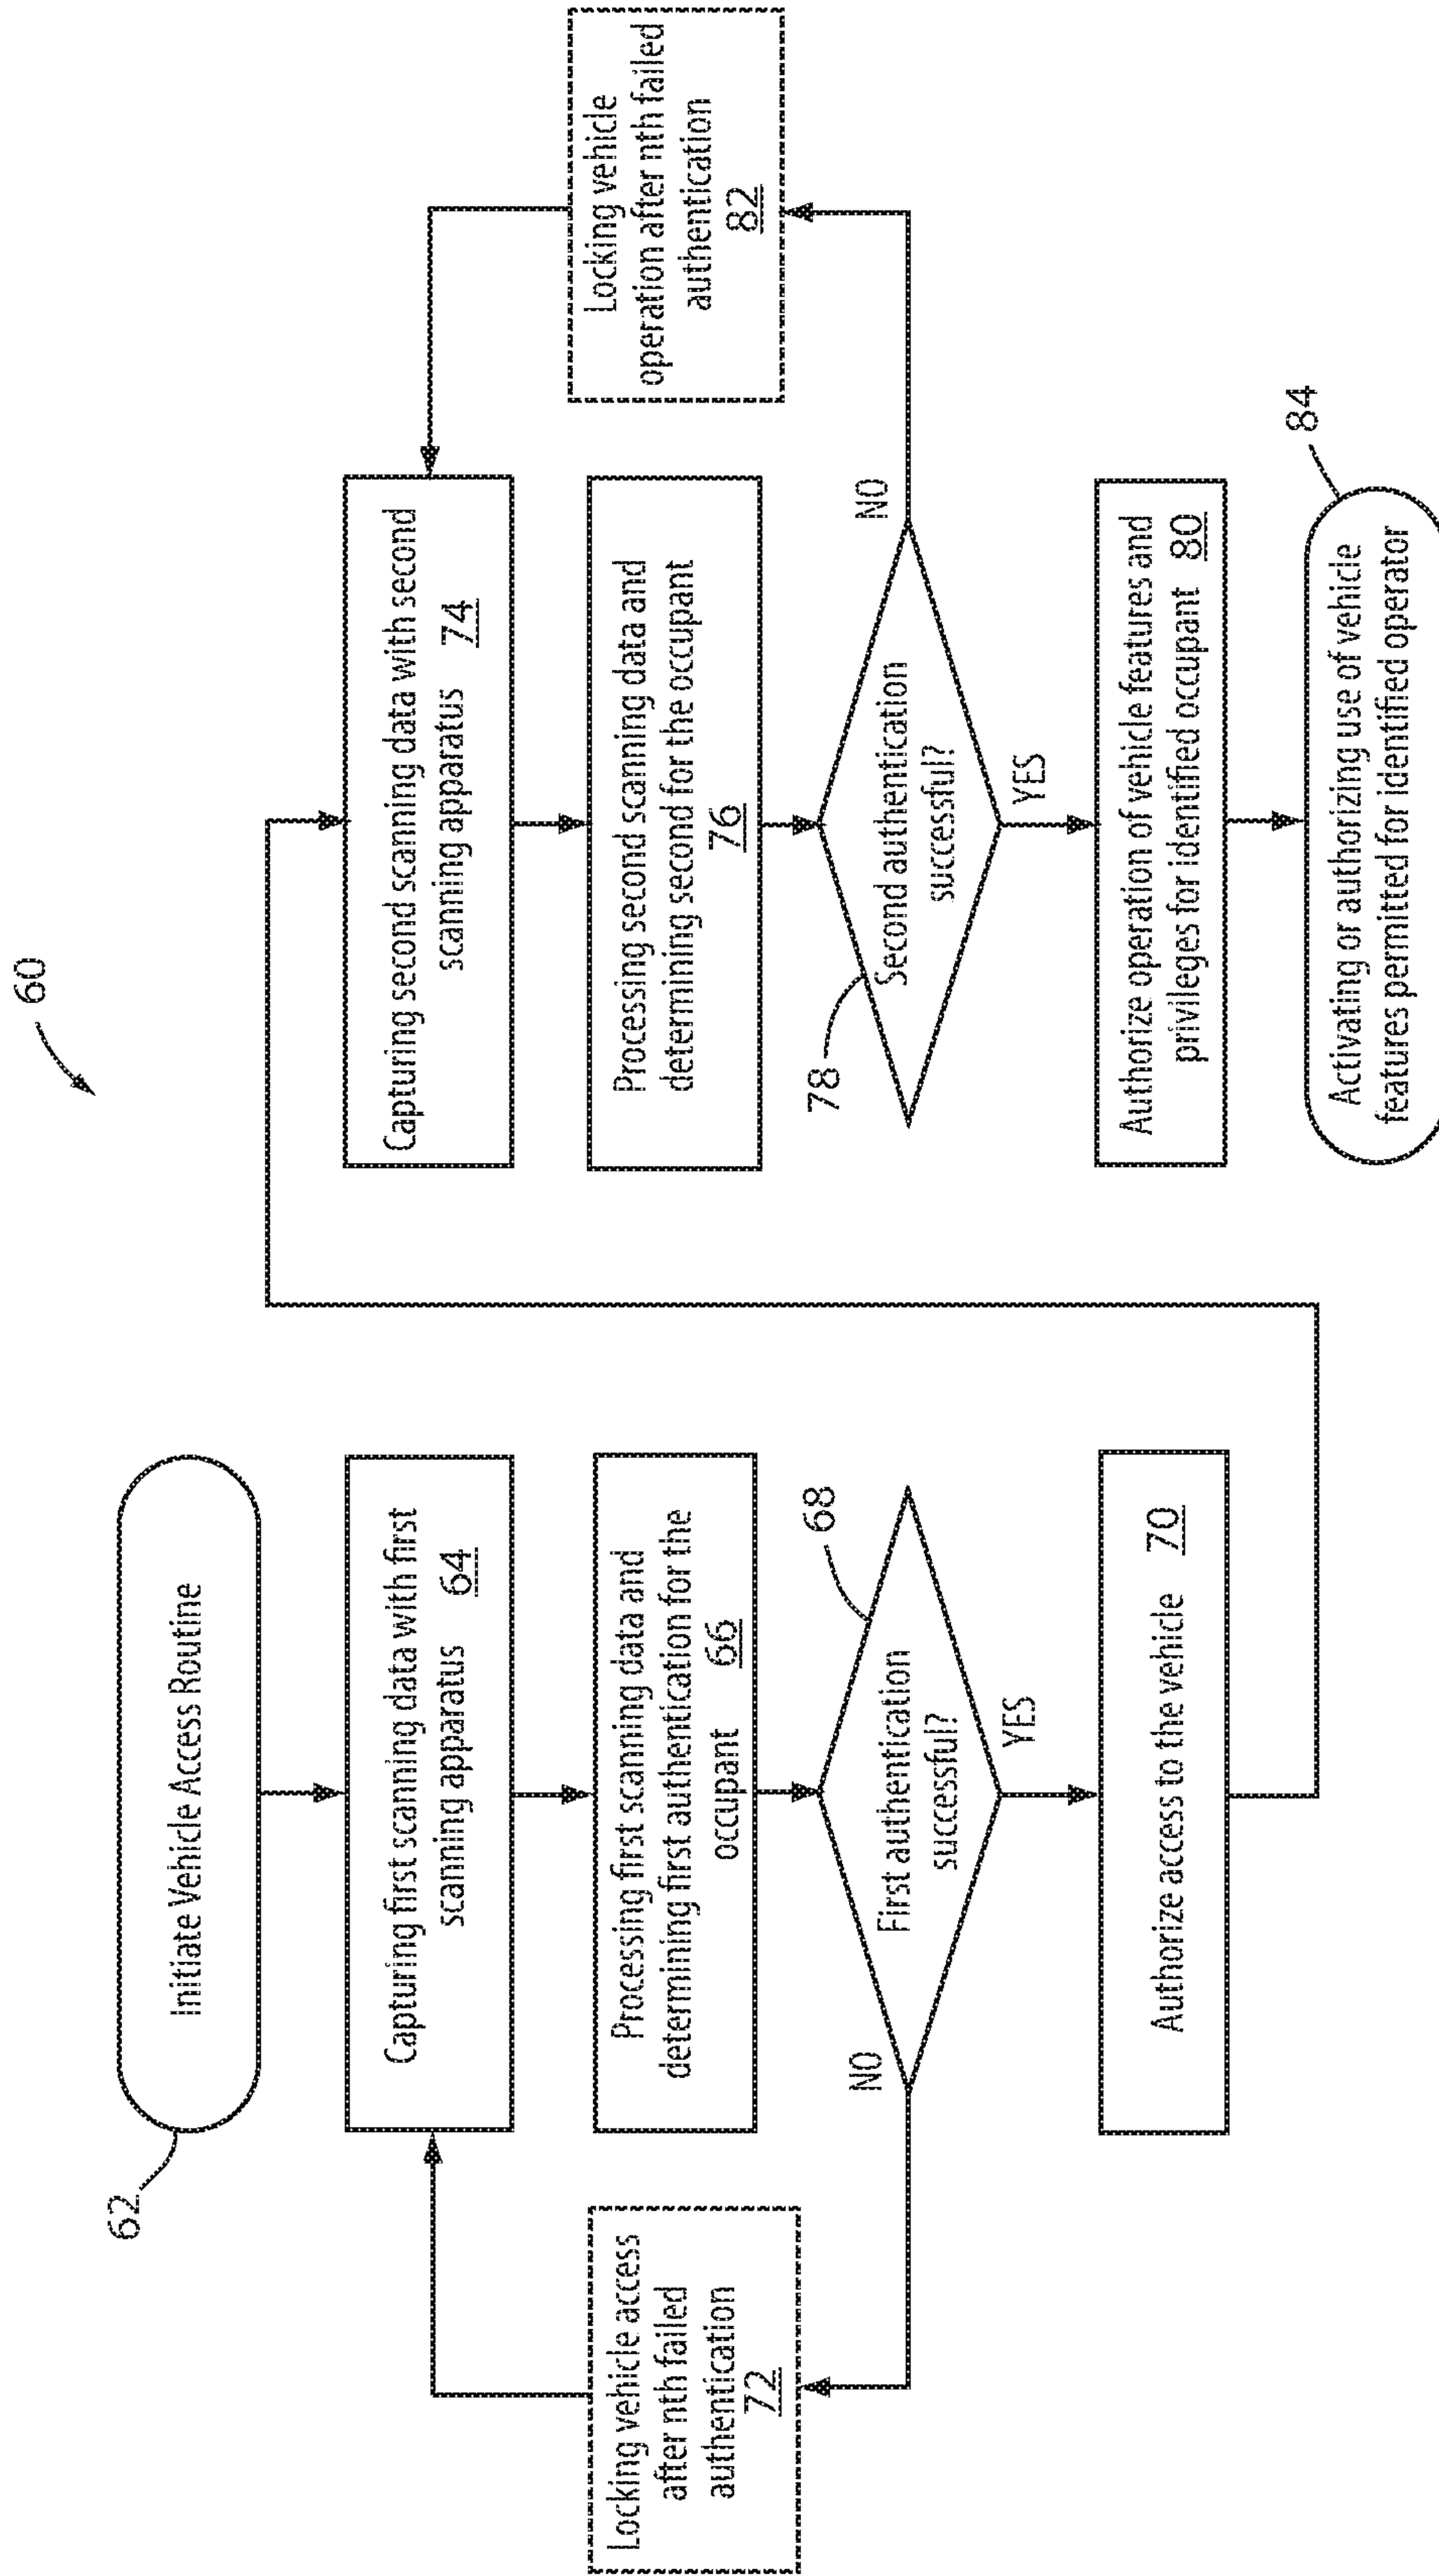 60
62
Initiate Vehicle Access Routine
Capturing first scanning data with first
scanning apparatus 64
Processing first scanning data and
determining first authentication for the
occupant 66
68
First authentication
successful?
NO
YES
Locking vehicle access
after nth failed
authentication
72
Authorize access to the vehicle 70
Capturing second scanning data with second
scanning apparatus 74
Processing second scanning data and
determining second for the occupant
76
78
Second authentication
successful?
NO
YES
Locking vehicle
operation after nth failed
authentication
82
Authorize operation of vehicle features and
privileges for identified occupant 80
84
Activating or authorizing use of vehicle
features permitted for identified operator